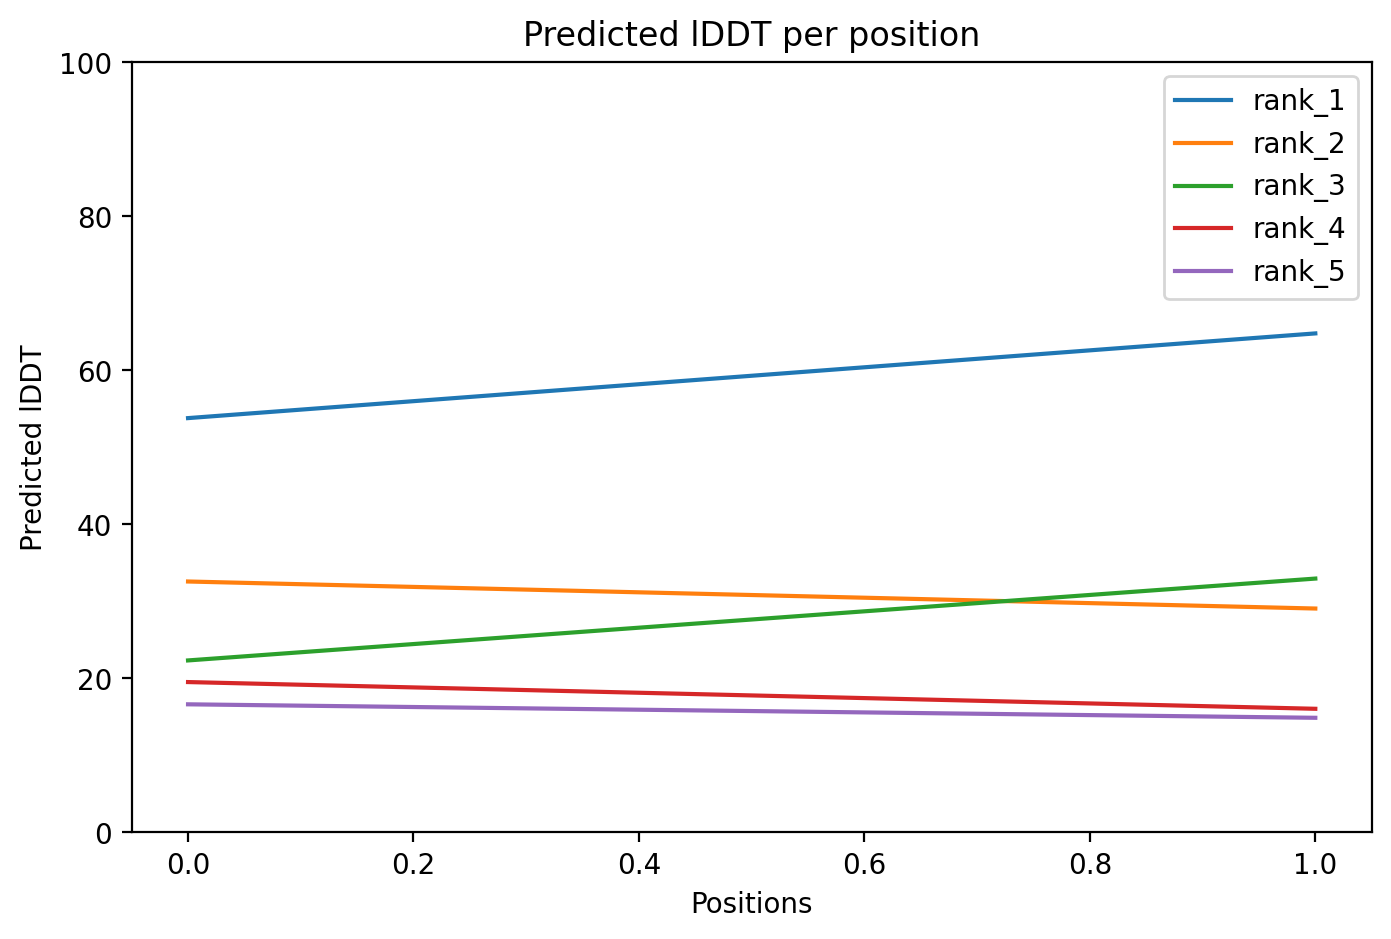 Predicted lDDT per position
100
80
60
40
20
0
Predicted lDDT
rank_1
rank_2
rank_3
rank_4
rank_5
0.0 0.2 0.4 0.6 0.8 1.0
Positions